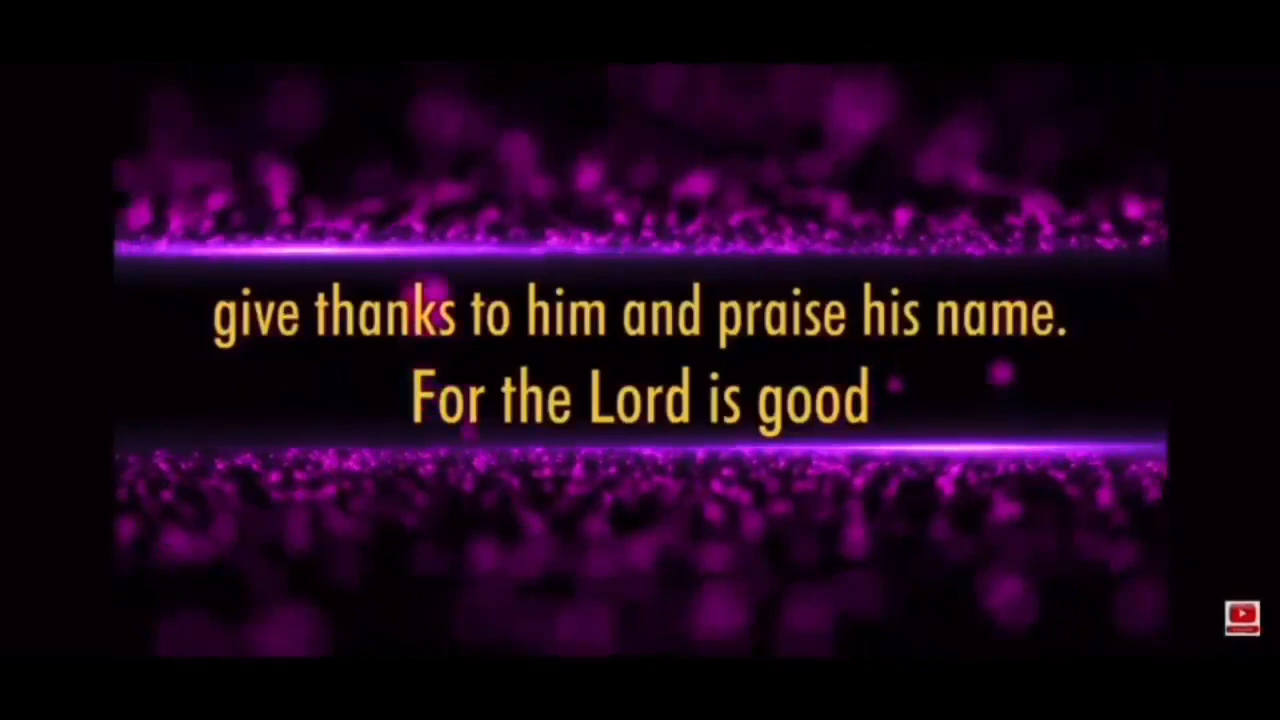 give thanks to him and praise his name.
For the Lord is good